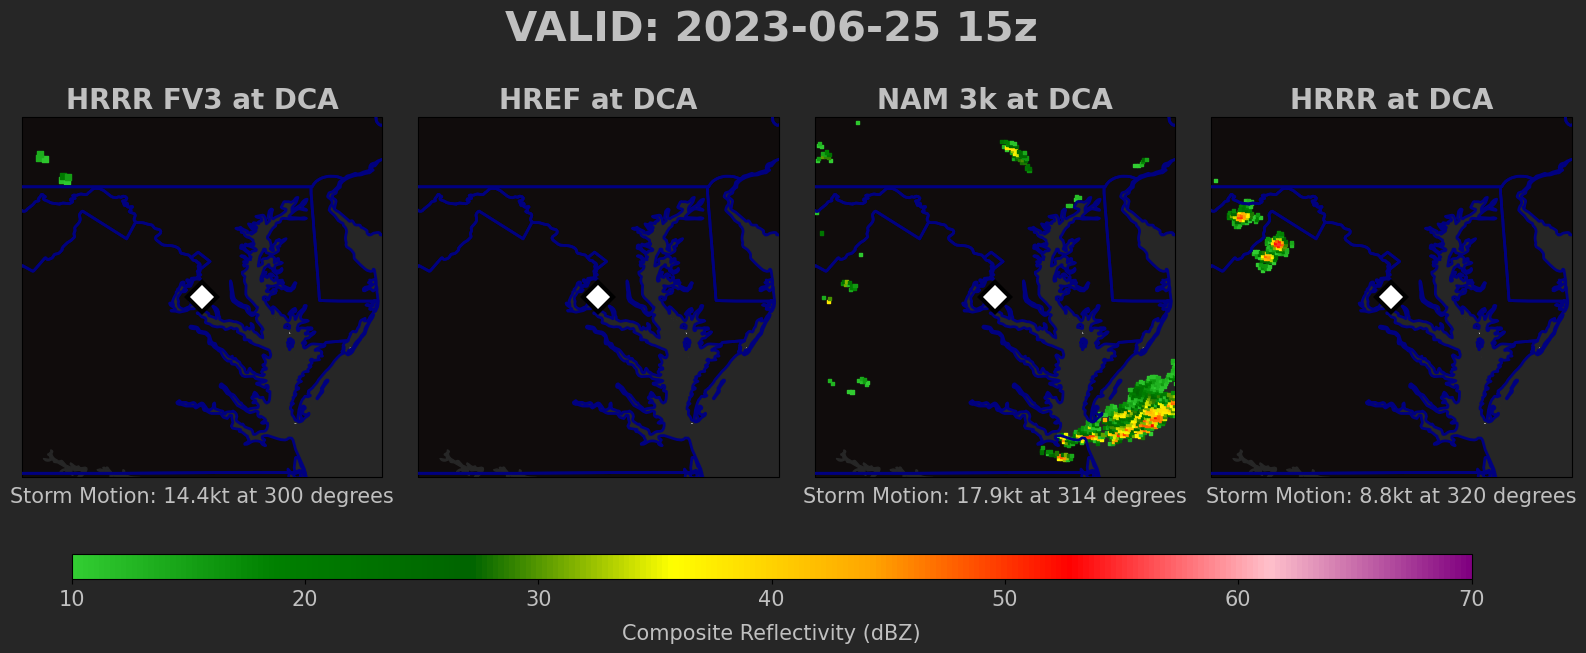 VALID: 2023-06-25 15z
HRRR FV3 at DCA
HREF at DCA
NAM 3k at DCA
HRRR at DCA
Storm Motion: 14.4kt at 300 degrees
Storm Motion: 17.9kt at 314 degrees
Storm Motion: 8.8kt at 320 degrees
10 20 30 40 50 60 70
Composite Reflectivity (dBZ)